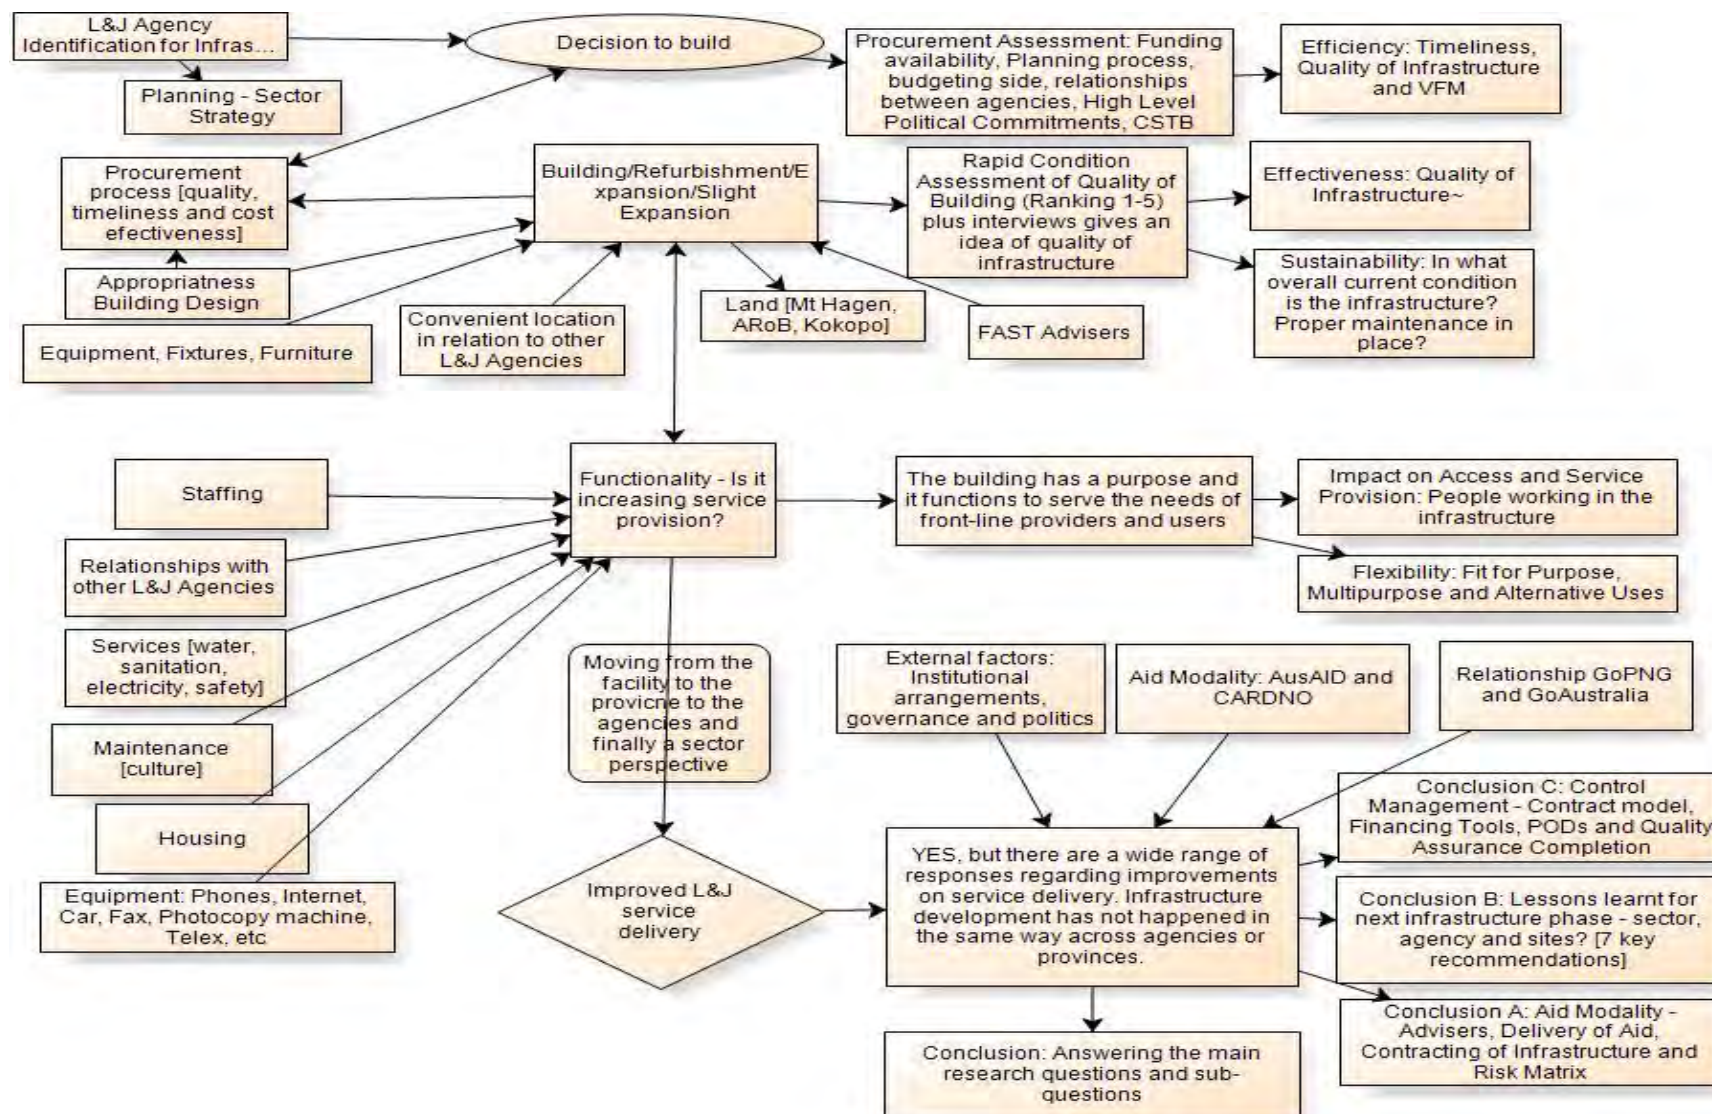 L&J Agency
Identification for Infras...
Decision to build
Procurement Assessment: Funding
availability, Planning process,
budgeting side, relationships
between agencies, High Level
Political Commitments, CSTB
Efficiency: Timeliness,
Quality of Infrastructure
and VFM
Planning - Sector
Strategy
Procurement
process [quality,
timeliness and cost
efectiveness]
Building/Refurbishment/E
xpansion/Slight
Expansion
Rapid Condition
Assessment of Quality of
Building (Ranking 1-5)
plus interviews gives an
idea of quality of
infrastructure
Effectiveness: Quality of
Infrastructure~
Sustainability: In what
overall current condition
is the infrastructure?
Proper maintenance in
place?
Appropriatness
Building Design
Equipment, Fixtures, Furniture
Convenient location
in relation to other
L&J Agencies
Land [Mt Hagen,
ARoB, Kokopo]
FAST Advisers
Staffing
Functionality - Is it
increasing service
provision?
The building has a purpose and
it functions to serve the needs of
front-line providers and users
Impact on Access and Service
Provision: People working in the
infrastructure
Flexibility: Fit for Purpose,
Multipurpose and Alternative Uses
Relationships with
other L&J Agencies
Services [water,
sanitation,
electricity, safety]
Maintenance
[culture]
Housing
Equipment: Phones, Internet,
Car, Fax, Photocopy machine,
Telex, etc
Moving from the
facility to the
provicne to the
agencies and
finally a sector
perspective
External factors:
Institutional
arrangements,
governance and politics
Aid Modality: AusAID and
CARDNO
Relationship GoPNG
and GoAustralia
Improved L&J
service
delivery
YES, but there are a wide range of
responses regarding improvements
on service delivery. Infrastructure
development has not happened in
the same way across agencies or
provinces.
Conclusion C: Control
Management - Contract model,
Financing Tools, PODs and Quality
Assurance Completion
Conclusion B: Lessons learnt for
next infrastructure phase - sector,
agency and sites? [7 key
recommendations]
Conclusion A: Aid Modality -
Advisers, Delivery of Aid,
Contracting of Infrastructure and
Risk Matrix
Conclusion: Answering the main
research questions and sub-
questions